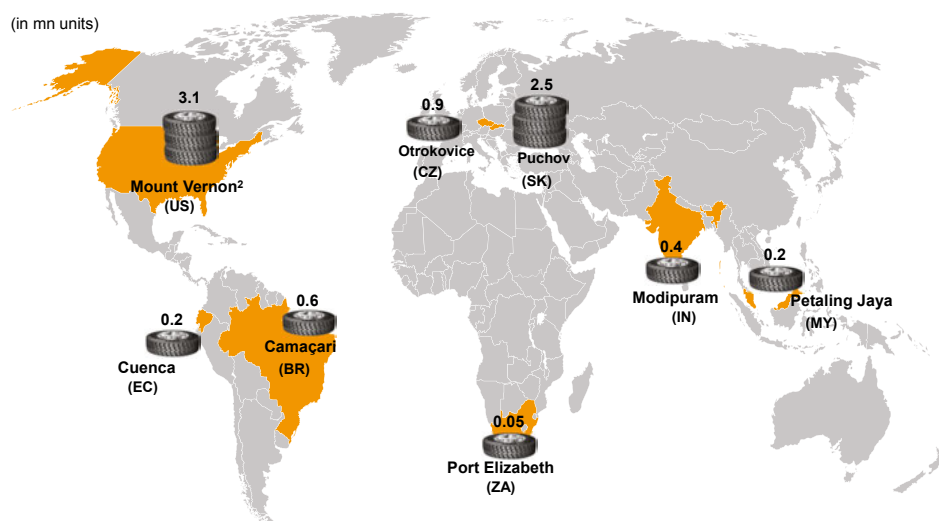 (in mn units)
3.1
Mount Vernon²
(US)
0.9
Otrokovice
(CZ)
2.5
Puchov
(SK)
0.4
Modipuram
(IN)
0.2
Petaling Jaya
(MY)
0.2
Cuenca
(EC)
0.6
Camaçari
(BR)
0.05
Port Elizabeth
(ZA)